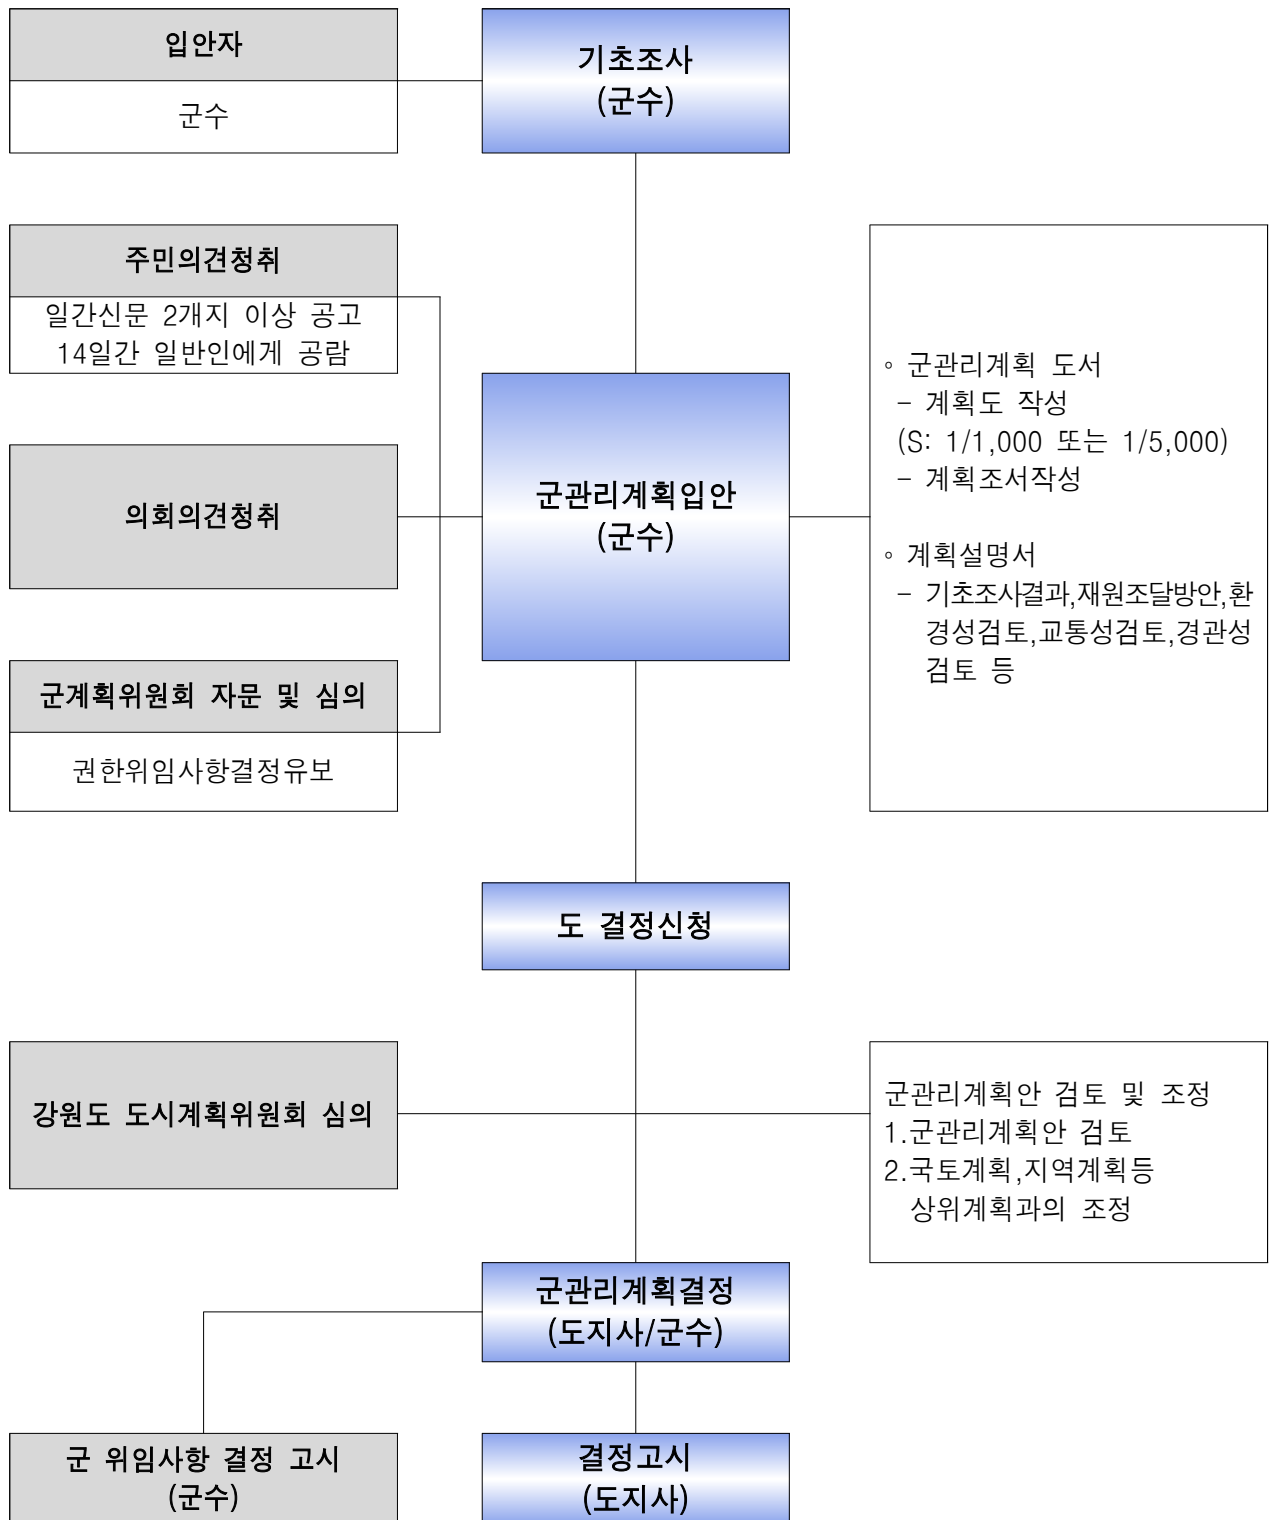 입안자
군수
기초조사
(군수)
주민의견청취
일간신문 2개지 이상 공고
14일간 일반인에게 공람
의회의견청취
군계획위원회 자문 및 심의
권한위임사항결정유보
군관리계획입안
(군수)
◦ 군관리계획 도서
- 계획도 작성
(S: 1/1,000 또는 1/5,000)
- 계획조서작성
◦ 계획설명서
- 기초조사결과,재원조달방안,환
경성검토,교통성검토,경관성
검토 등
도 결정신청
강원도 도시계획위원회 심의
군관리계획안 검토 및 조정
1.군관리계획안 검토
2.국토계획,지역계획등
상위계획과의 조정
군관리계획결정
(도지사/군수)
군 위임사항 결정 고시
(군수)
결정고시
(도지사)